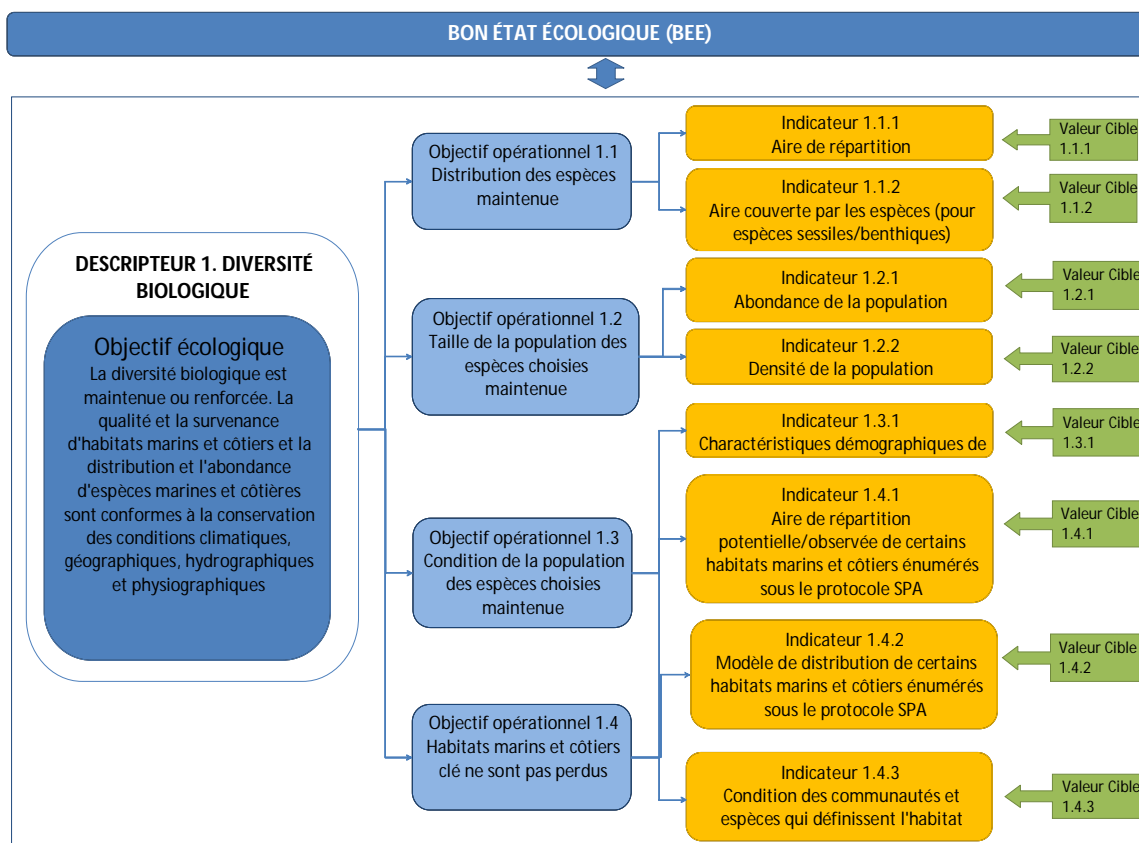 BON ÉTAT ÉCOLOGIQUE (BEE)
DESCRIPTEUR 1. DIVERSITÉ
BIOLOGIQUE
Objectif écologique
La diversité biologique est
maintenue ou renforcée. La
qualité et la survenance
d'habitats marins et côtiers et la
distribution et l'abondance
d'espèces marines et côtières
sont conformes à la conservation
des conditions climatiques,
géographiques, hydrographiques
et physiographiques
Objectif opérationnel 1.1
Distribution des espèces
maintenue
Objectif opérationnel 1.2
Taille de la population des
espèces choisies
maintenue
Objectif opérationnel 1.3
Condition de la population
des espèces choisies
maintenue
Objectif opérationnel 1.4
Habitats marins et côtiers
clé ne sont pas perdus
Indicateur 1.1.1
Aire de répartition
Indicateur 1.1.2
Aire couverte par les espèces (pour
espèces sessiles/benthiques)
Indicateur 1.2.1
Abondance de la population
Indicateur 1.2.2
Densité de la population
Indicateur 1.3.1
Charactéristiques démographiques de
Indicateur 1.4.1
Aire de répartition
potentielle/observée de certains
habitats marins et côtiers énumérés
sous le protocole SPA
Indicateur 1.4.2
Modèle de distribution de certains
habitats marins et côtiers énumérés
sous le protocole SPA
Indicateur 1.4.3
Condition des communautés et
espèces qui définissent l'habitat
Valeur Cible
1.1.1
Valeur Cible
1.1.2
Valeur Cible
1.2.1
Valeur Cible
1.2.2
Valeur Cible
1.3.1
Valeur Cible
1.4.1
Valeur Cible
1.4.2
Valeur Cible
1.4.3